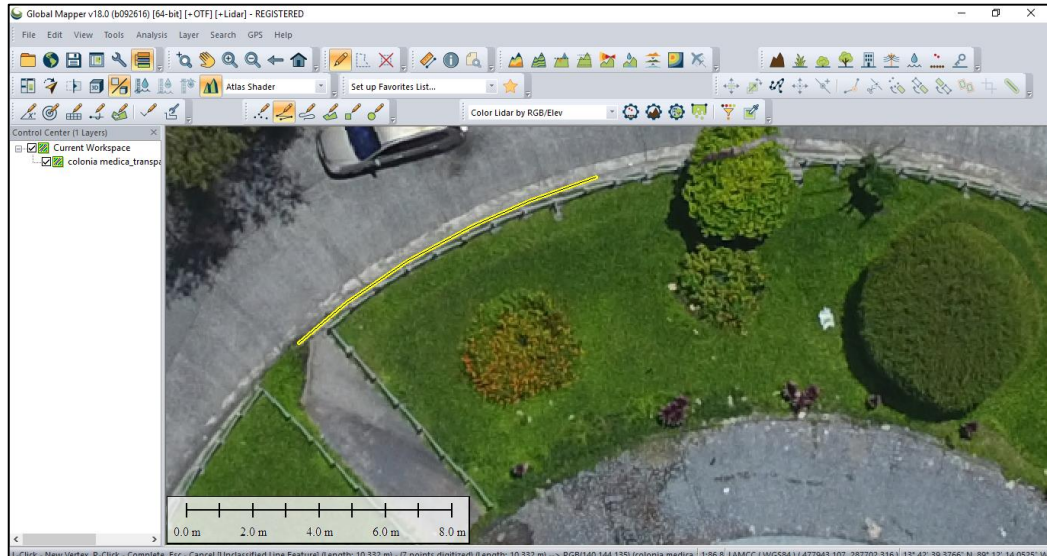 Global Mapper v18.0 (b092616) [64-bit] [+OTF] [+Lidar] - REGISTERED
File Edit View Tools Analysis Layer Search GPS Help
Atlas Shader
Set up Favorites List...
Color Lidar by RGB/Elev
Control Center (1 Layers)
Current Workspace
colonia medica_transpa
0.0 m 2.0 m 4.0 m 6.0 m 8.0 m
L-Click - New Vertex, R-Click - Complete, Esc - Cancel [Unclassified Line Feature] (Length: 10.332 m) - (7 points digitized) (Length: 10.332 m) --> RGB(140,144,135) (colonia medica 1:86.8 LAMCC ( WGS84 ) ( 477943.107, 287702.316 ) 13° 42' 39.3766" N, 89° 12' 14.0525" W